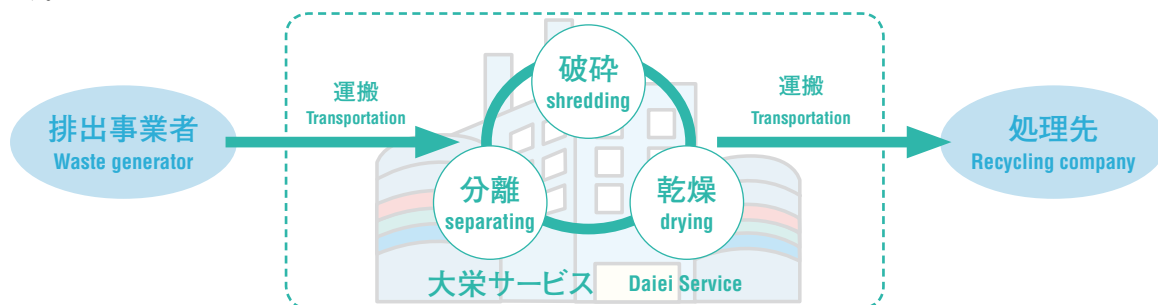 排出事業者
Waste generator
運搬
Transportation
破砕
shredding
分離
separating
乾燥
drying
大栄サービス Daiei Service
運搬
Transportation
処理先
Recycling company